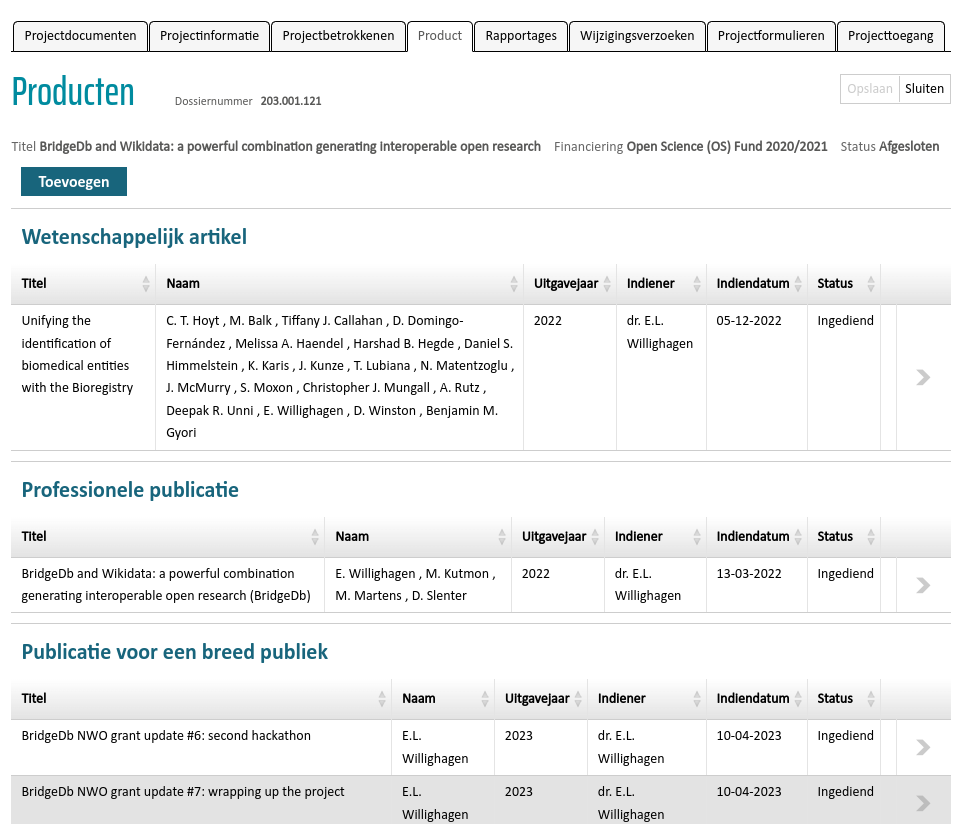 Projectdocumenten Projectinformatie Projectbetrokkenen Product Rapportages Wijzigingsverzoeken Projectformulieren Projecttoegang
Producten Dossiernummer 203.001.121 Opslaan Sluiten
Titel BridgeDb and Wikidata: a powerful combination generating interoperable open research Financiering Open Science (OS) Fund 2020/2021 Status Afgesloten
Toevoegen
Wetenschappelijk artikel
Titel Naam Uitgavejaar Indiener Indiendatum Status
Unifying the C. T. Hoyt , M. Balk , Tiffany J. Callahan , D. Domingo- 2022 dr. E.L. 05-12-2022 Ingediend
identification of Fernández , Melissa A. Haendel , Harshad B. Hegde , Daniel S. Willighagen
biomedical entities Himmelstein , K. Karis , J. Kunze , T. Lubiana , N. Matentzoglu ,
with the Bioregistry J. McMurry , S. Moxon , Christopher J. Mungall , A. Rutz ,
Deepak R. Unni , E. Willighagen , D. Winston , Benjamin M.
Gyori
Professionele publicatie
Titel Naam Uitgavejaar Indiener Indiendatum Status
BridgeDb and Wikidata: a powerful combination E. Willighagen , M. Kutmon , 2022 dr. E.L. 13-03-2022 Ingediend
generating interoperable open research (BridgeDb) M. Martens , D. Slenter Willighagen
Publicatie voor een breed publiek
Titel Naam Uitgavejaar Indiener Indiendatum Status
BridgeDb NWO grant update #6: second hackathon E.L. 2023 dr. E.L. 10-04-2023 Ingediend
Willighagen Willighagen
BridgeDb NWO grant update #7: wrapping up the project E.L. 2023 dr. E.L. 10-04-2023 Ingediend
Willighagen Willighagen